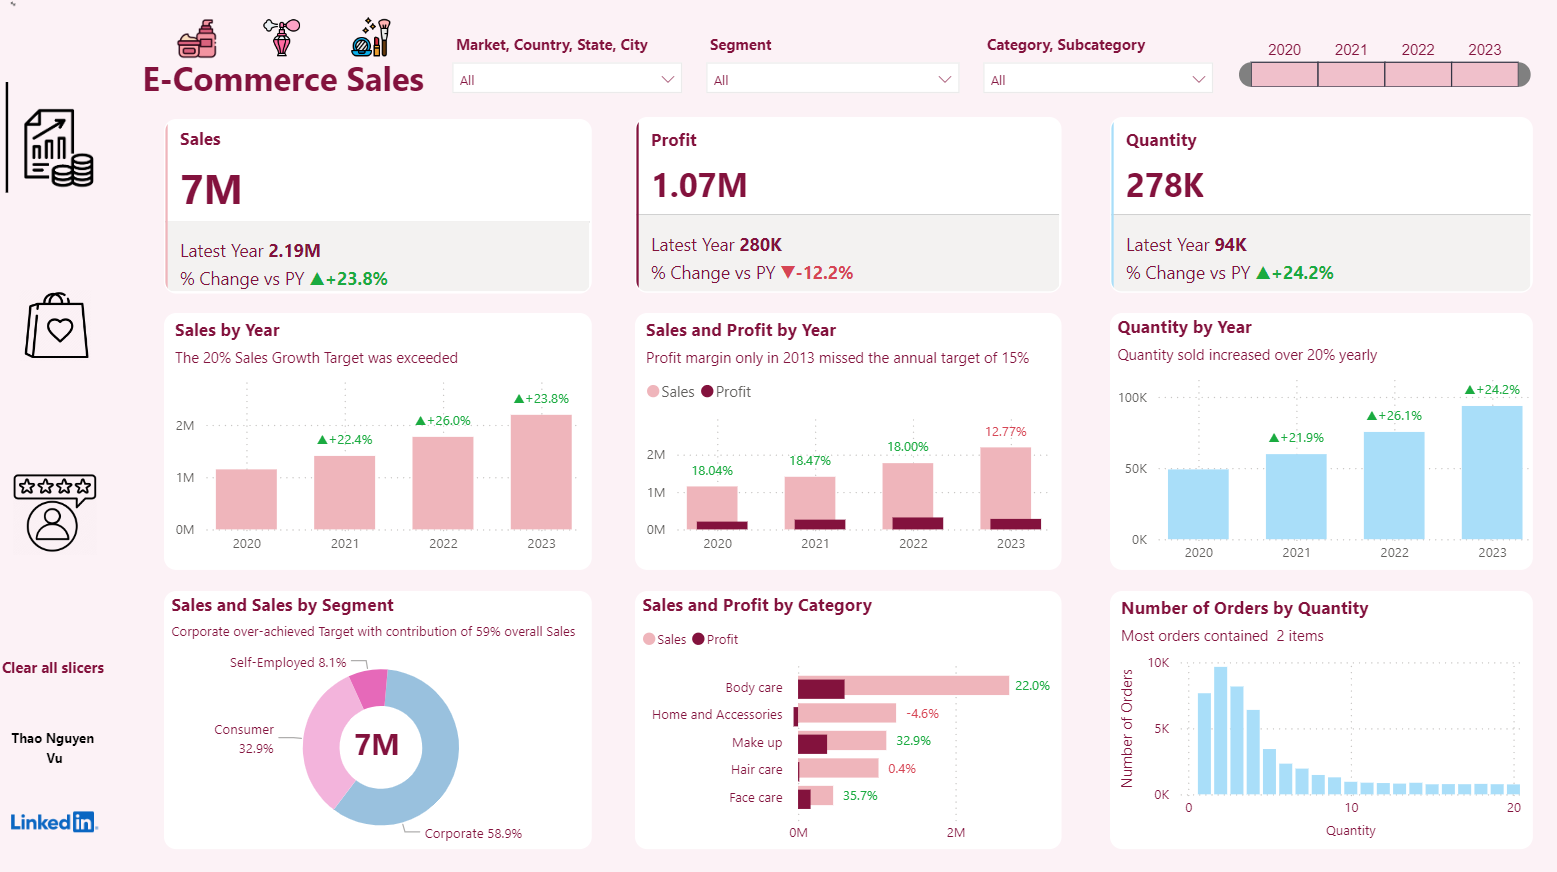 E-Commerce Sales
Market, Country, State, City
All
Segment
All
Category, Subcategory
All
2020 2021 2022 2023
Sales
7M
Latest Year 2.19M
% Change vs PY ▲+23.8%
Profit
1.07M
Latest Year 280K
% Change vs PY ▼-12.2%
Quantity
278K
Latest Year 94K
% Change vs PY ▲+24.2%
Sales by Year
The 20% Sales Growth Target was exceeded
▲+23.8%
▲+26.0%
▲+22.4%
2M
1M
0M
2020 2021 2022 2023
Sales and Profit by Year
Profit margin only in 2013 missed the annual target of 15%
Sales Profit
12.77%
18.00%
18.47%
18.04%
2M
1M
0M
2020 2021 2022 2023
Quantity by Year
Quantity sold increased over 20% yearly
▲+24.2%
▲+26.1%
▲+21.9%
100K
50K
0K
2020 2021 2022 2023
Sales and Sales by Segment
Corporate over-achieved Target with contribution of 59% overall Sales
Self-Employed 8.1%
Consumer
32.9%
7M
Corporate 58.9%
Sales and Profit by Category
Sales Profit
Body care 22.0%
Home and Accessories -4.6%
Make up 32.9%
Hair care 0.4%
Face care 35.7%
0M 2M
Number of Orders by Quantity
Most orders contained 2 items
Number of Orders
10K
5K
0K
0 10 20
Quantity
Clear all slicers
Thao Nguyen
Vu
Linked in